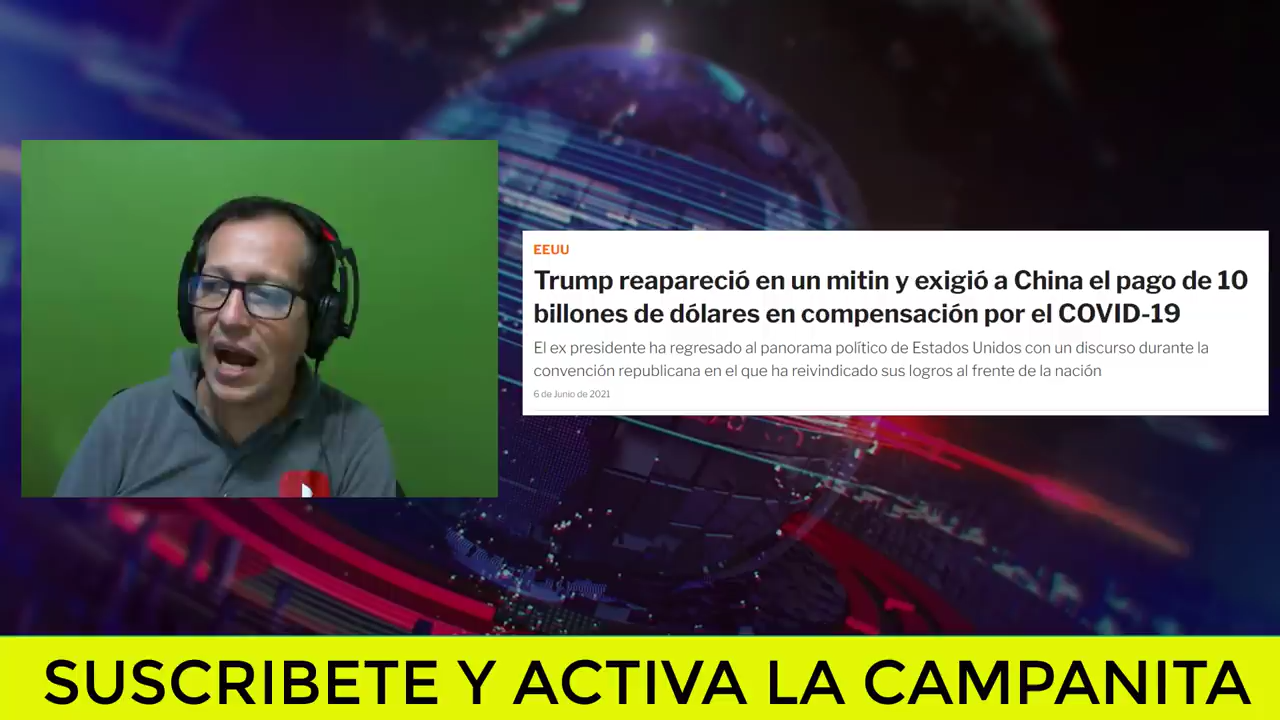 EEUU
Trump reapareció en un mitin y exigió a China el pago de 10
billones de dólares en compensación por el COVID-19
El ex presidente ha regresado al panorama político de Estados Unidos con un discurso durante la
convención republicana en el que ha reivindicado sus logros al frente de la nación
6 de Junio de 2021
SUSCRIBETE Y ACTIVA LA CAMPANITA